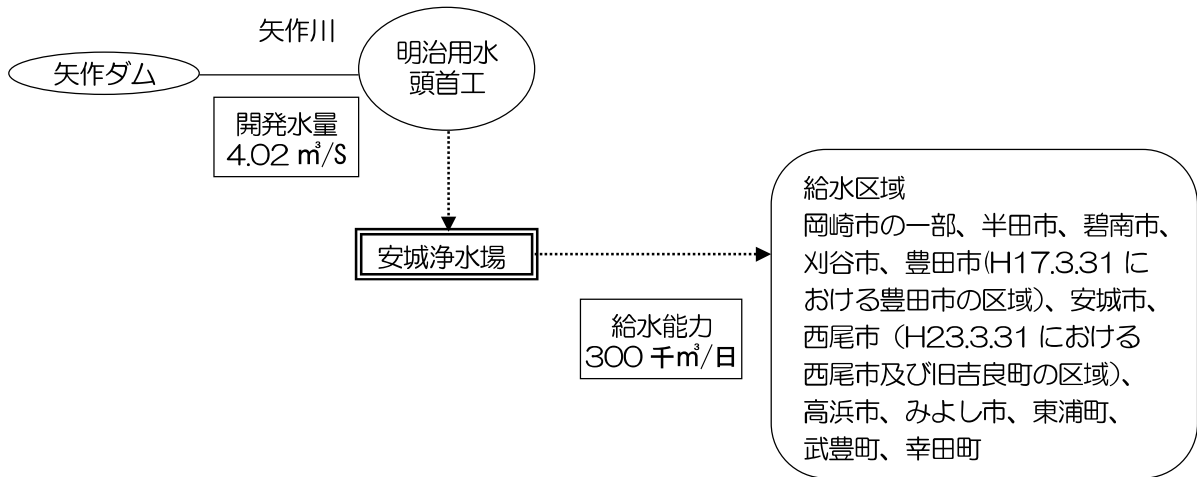 矢作川
矢作ダム
明治用水
頭首工
開発水量
4.02 ㎥/S
安城浄水場
給水能力
300 千㎥/日
給水区域
岡崎市の一部、半田市、碧南市、
刈谷市、豊田市(H17.3.31 に
おける豊田市の区域)、安城市、
西尾市（H23.3.31 における
西尾市及び旧吉良町の区域)、
高浜市、みよし市、東浦町、
武豊町、幸田町